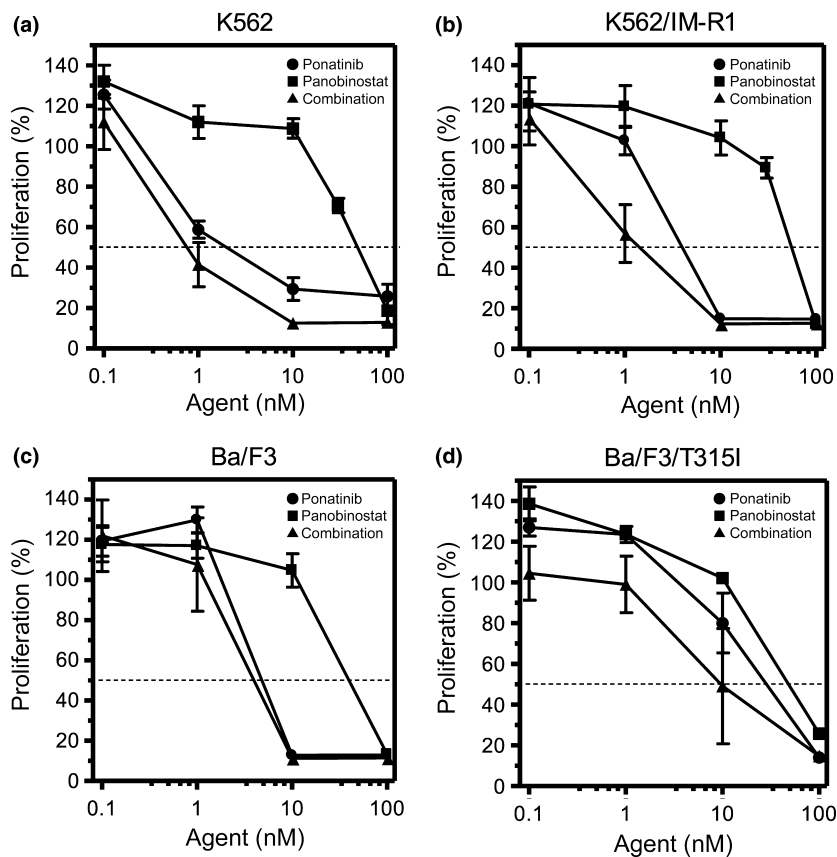 (a)
K562
Ponatinib
Panobinostat
Combination
Proliferation (%)
140
120
100
80
60
40
20
0
0.1 1 10 100
Agent (nM)
(b)
K562/IM-R1
Ponatinib
Panobinostat
Combination
Proliferation (%)
140
120
100
80
60
40
20
0
0.1 1 10 100
Agent (nM)
(c)
Ba/F3
Ponatinib
Panobinostat
Combination
Proliferation (%)
140
120
100
80
60
40
20
0
0.1 1 10 100
Agent (nM)
(d)
Ba/F3/T315I
Ponatinib
Panobinostat
Combination
Proliferation (%)
140
120
100
80
60
40
20
0
0.1 1 10 100
Agent (nM)